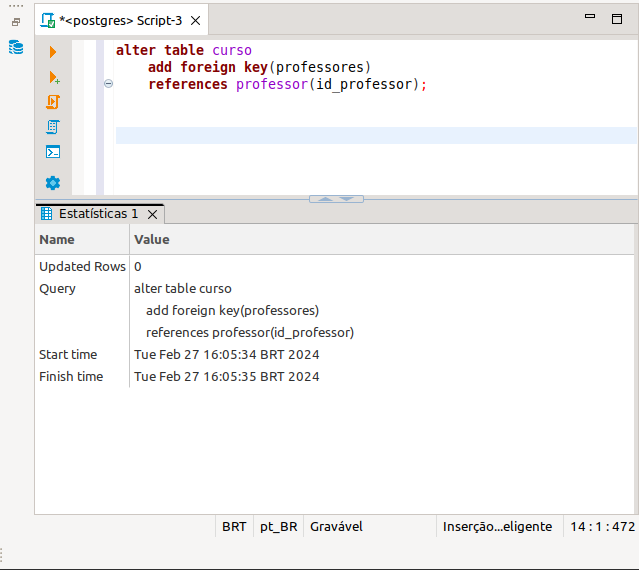 *<postgres> Script-3
alter table curso
add foreign key(professores)
references professor(id_professor);
Estatísticas 1
Name Value
Updated Rows 0
Query alter table curso
add foreign key(professores)
references professor(id_professor)
Start time Tue Feb 27 16:05:34 BRT 2024
Finish time Tue Feb 27 16:05:35 BRT 2024
BRT pt_BR Gravável Inserção...eligente 14 : 1 : 472